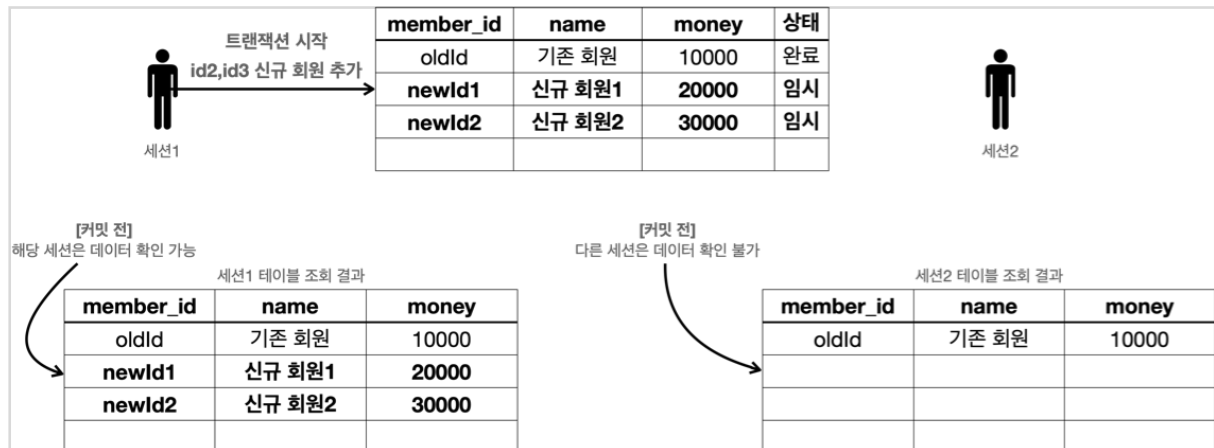 member_id name money 상태
oldId 기존 회원 10000 완료
newId1 신규 회원1 20000 임시
newId2 신규 회원2 30000 임시
트랜잭션 시작
id2,id3 신규 회원 추가
세션1
세션2
[커밋 전]
해당 세션은 데이터 확인 가능
세션1 테이블 조회 결과
member_id name money
oldId 기존 회원 10000
newId1 신규 회원1 20000
newId2 신규 회원2 30000
[커밋 전]
다른 세션은 데이터 확인 불가
세션2 테이블 조회 결과
member_id name money
oldId 기존 회원 10000